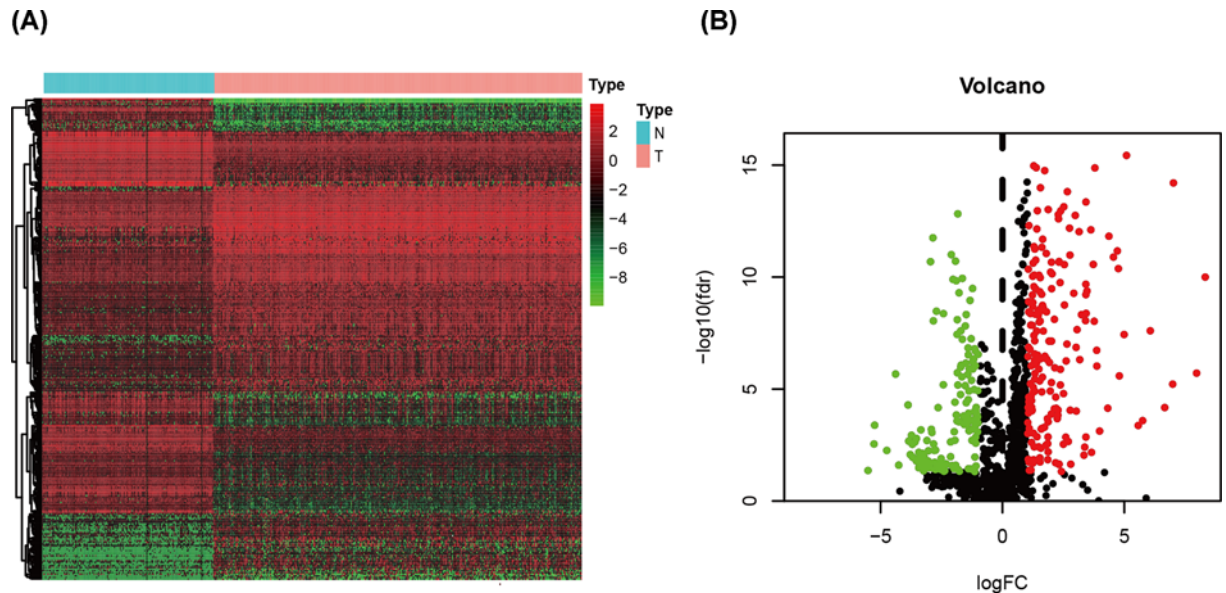 (A)
Type
2
0
−2
−4
−6
−8
Type
N
T
(B)
Volcano
−log10(fdr)
15
10
5
0
−5
0
5
logFC